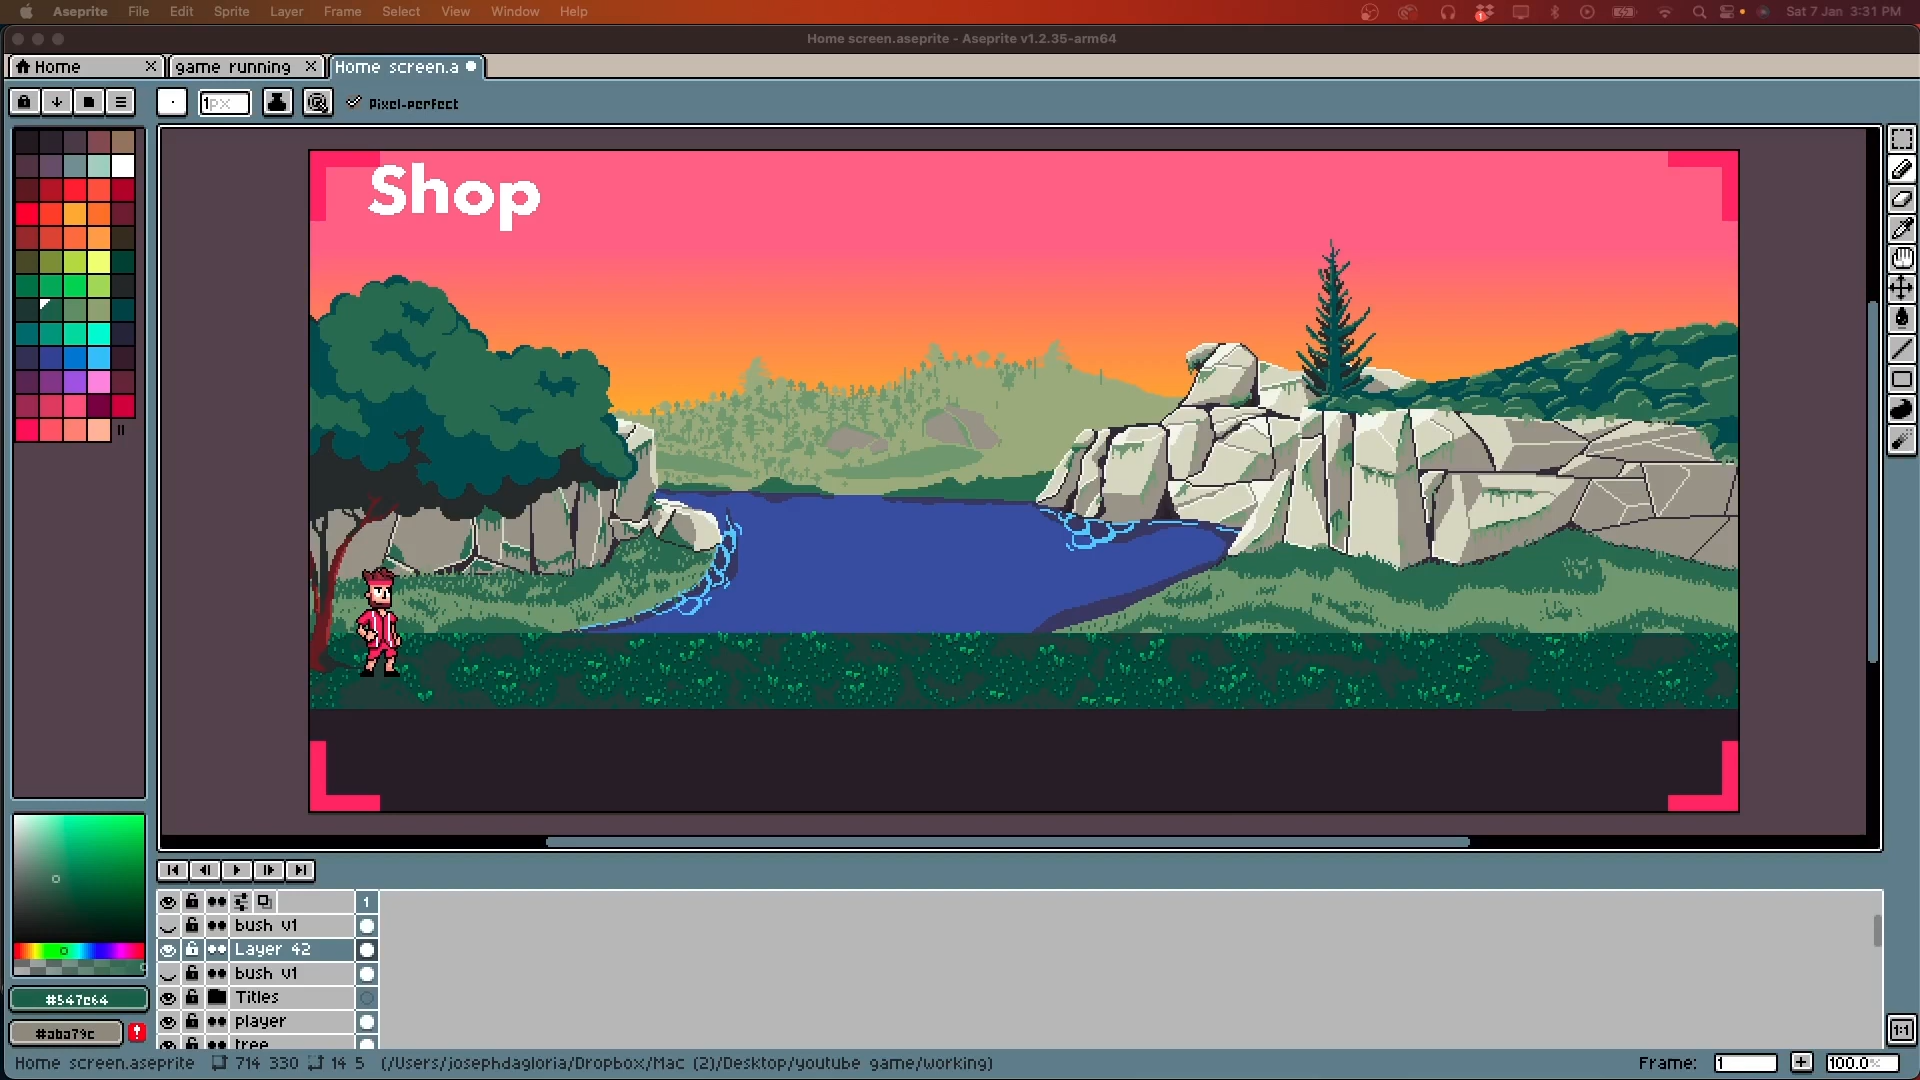 Aseprite File Edit Sprite Layer Frame Select View Window Help
1
Sat 7 Jan 3:31 PM
Home screen.aseprite - Aseprite v1.2.35-arm64
Home
game running
Home screen.a
1px
Pixel-perfect
Shop
1
bush v1
Layer 42
bush v1
Titles
player
tree
#547c64
#aba79c
!
1:1
Home screen.aseprite 714 330 14 5 (/Users/josephdagloria/Dropbox/Mac (2)/Desktop/youtube game/working)
Frame: 1 + 100.0%